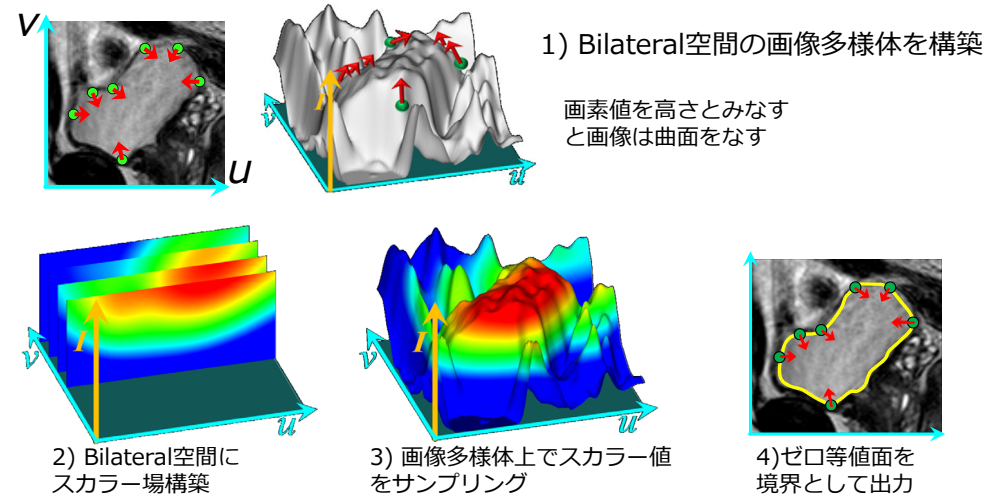 v
u
I
v
u
1) Bilateral空間の画像多様体を構築
画素値を高さとみなす
と画像は曲面をなす
I
v
u
2) Bilateral空間に
スカラー場構築
I
v
u
3) 画像多様体上でスカラー値
をサンプリング
4)ゼロ等値面を
境界として出力